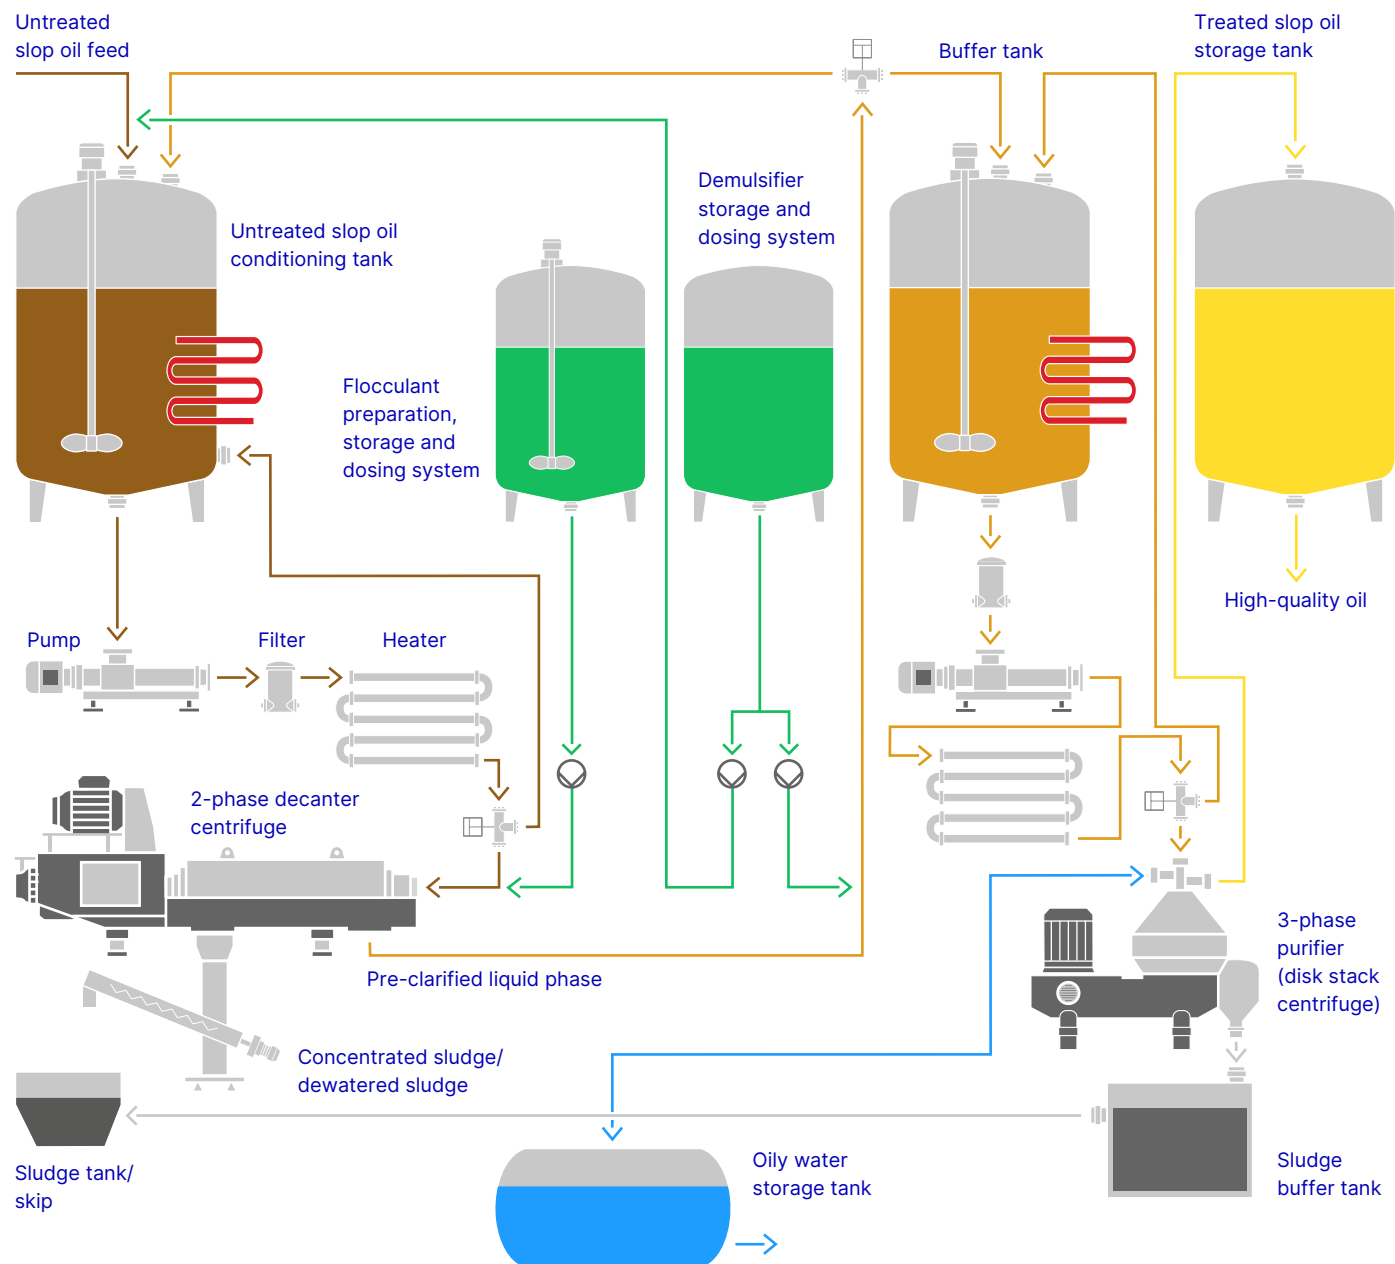 Untreated
slop oil feed
Buffer tank
Treated slop oil
storage tank
Demulsifier
storage and
dosing system
Untreated slop oil
conditioning tank
Flocculant
preparation,
storage and
dosing system
High-quality oil
Pump
Filter
Heater
2-phase decanter
centrifuge
Pre-clarified liquid phase
3-phase
purifier
(disk stack
centrifuge)
Concentrated sludge/
dewatered sludge
Sludge tank/
skip
Oily water
storage tank
Sludge
buffer tank